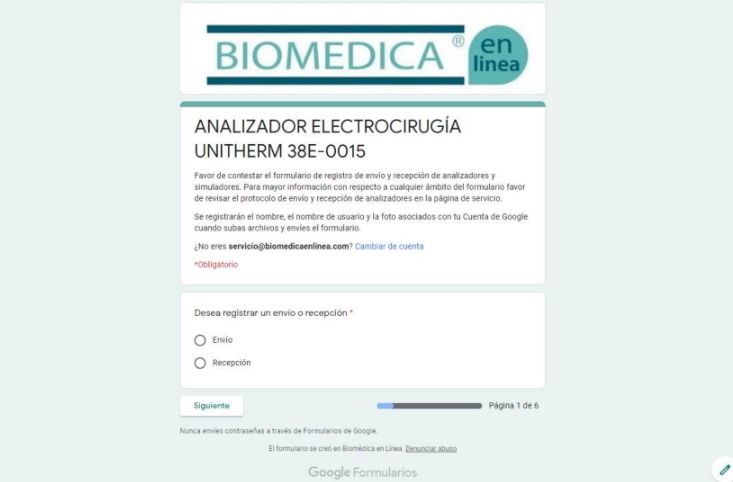 BIOMEDICA ® en
linea
ANALIZADOR ELECTROCIRUGÍA
UNITHERM 38E-0015
Favor de contestar el formulario de registro de envío y recepción de analizadores y
simuladores. Para mayor información con respecto a cualquier ámbito del formulario favor
de revisar el protocolo de envío y recepción de analizadores en la página de servicio.
Se registrarán el nombre, el nombre de usuario y la foto asociados con tu Cuenta de Google
cuando subas archivos y envíes el formulario.
¿No eres servicio@biomedicaenlinea.com? Cambiar de cuenta
*Obligatorio
Desea registrar un envío o recepción *
Envío
Recepción
Siguiente
Página 1 de 6
Nunca envíes contraseñas a través de Formularios de Google.
El formulario se creó en Biomédica en Línea. Denunciar abuso
Google Formularios